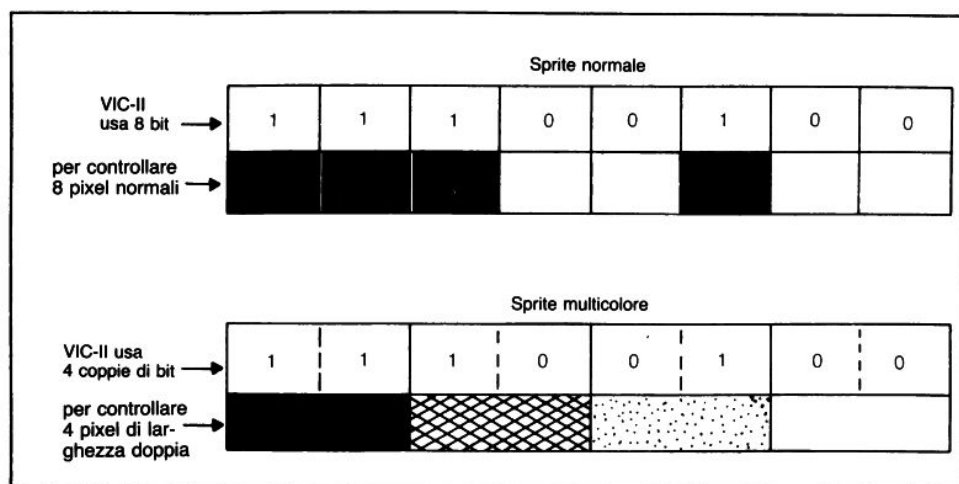 Sprite normale
VIC-II
usa 8 bit
1 1 1 0 0 1 0 0
per controllare
8 pixel normali
Sprite multicolore
VIC-II usa
4 coppie di bit
1 1 1 0 0 1 0 0
per controllare
4 pixel di lar-
ghezza doppia